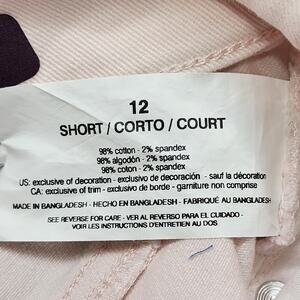 12
SHORT / CORTO / COURT
98% cotton - 2% spandex
98% algodón - 2% spandex
98% coton - 2% spandex
US: exclusive of decoration - exclusivo de decoración - sauf la décoration
CA: exclusive of trim - exclusivo de borde - garniture non comprise
MADE IN BANGLADESH - HECHO EN BANGLADESH - FABRIQUÉ AU BANGLADESH
SEE REVERSE FOR CARE - VER AL REVERSO PARA EL CUIDADO -
VOIR LES INSTRUCTIONS D'ENTRETIEN AU DOS